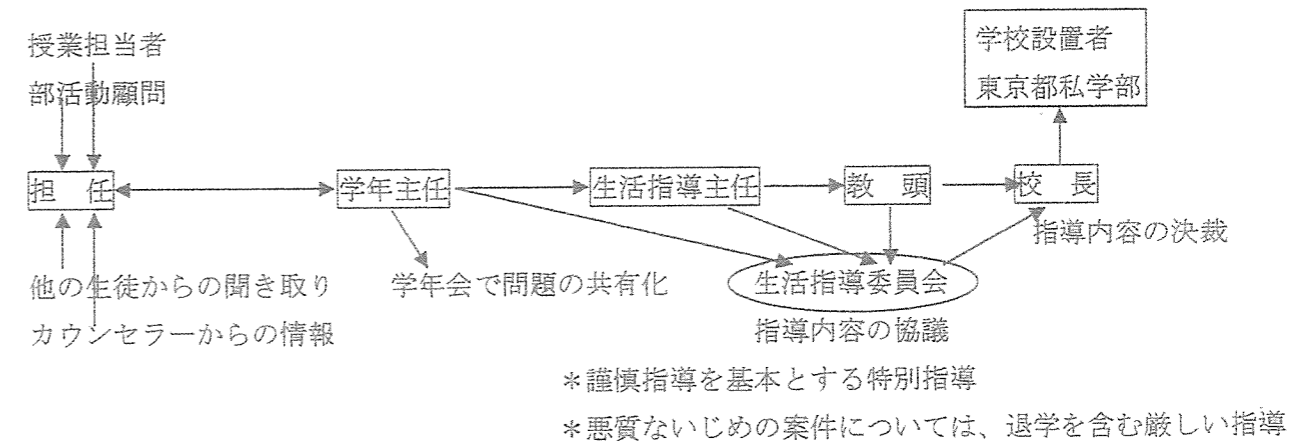 授業担当者
部活動顧問
学校設置者
東京都私学部
担　任
学年主任
生活指導主任
教　頭
校　長
指導内容の決裁
他の生徒からの聞き取り
カウンセラーからの情報
学年会で問題の共有化
生活指導委員会
指導内容の協議
＊謹慎指導を基本とする特別指導
＊悪質ないじめの案件については、退学を含む厳しい指導